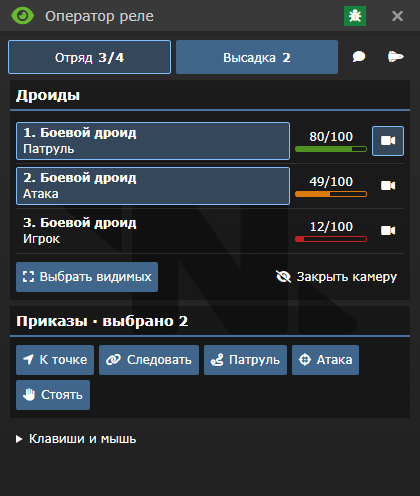 Оператор реле
Отряд 3/4
Высадка 2
Дроиды
1. Боевой дроид
Патруль
80/100
2. Боевой дроид
Атака
49/100
3. Боевой дроид
Игрок
12/100
Выбрать видимых
Закрыть камеру
Приказы · выбрано 2
К точке
Следовать
Патруль
Атака
Стоять
Клавиши и мышь